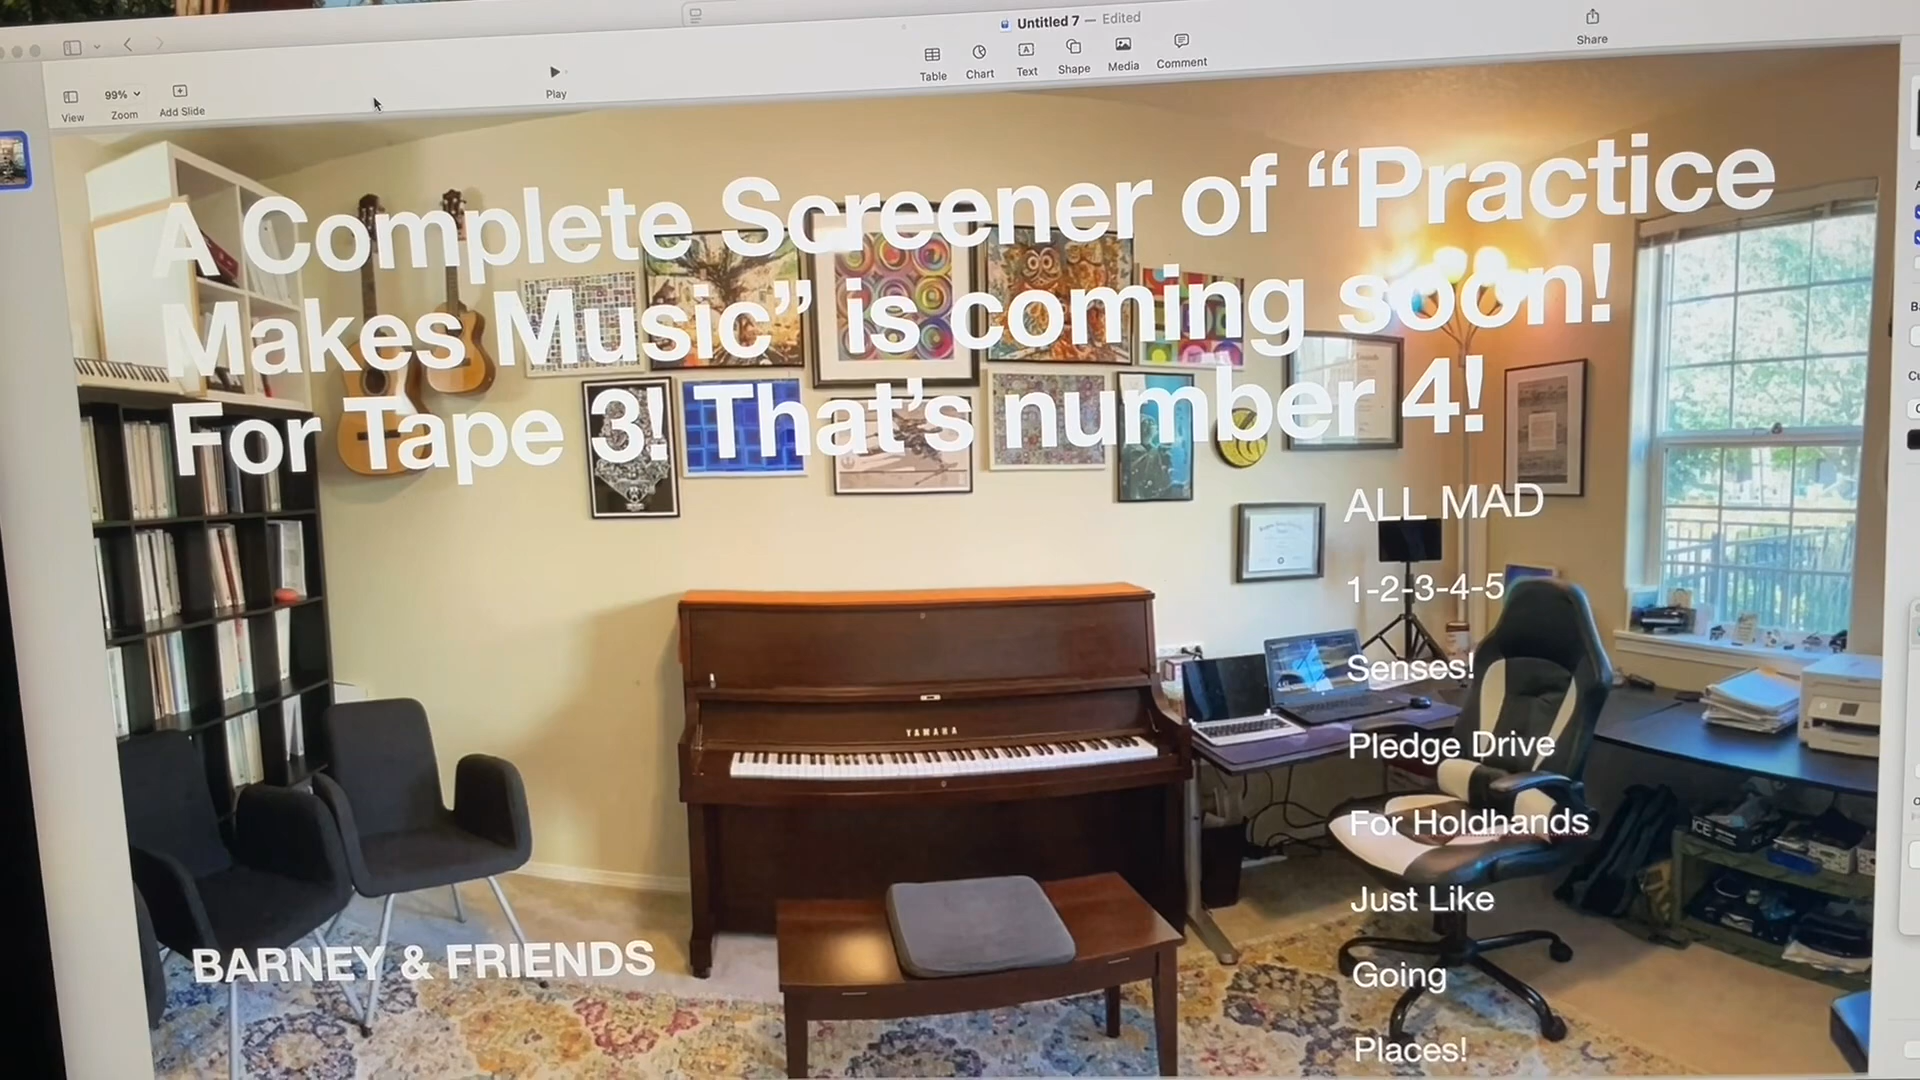 Untitled 7 — Edited
99%
View
Zoom
Add Slide
Play
Table
Chart
Text
Shape
Media
Comment
Share
A Complete Screener of “Practice
Makes Music” is coming soon!
For Tape 3! That’s number 4!
ALL MAD
1-2-3-4-5
Senses!
Pledge Drive
For Holdhands
Just Like
Going
Places!
YAMAHA
ICE
BARNEY & FRIENDS